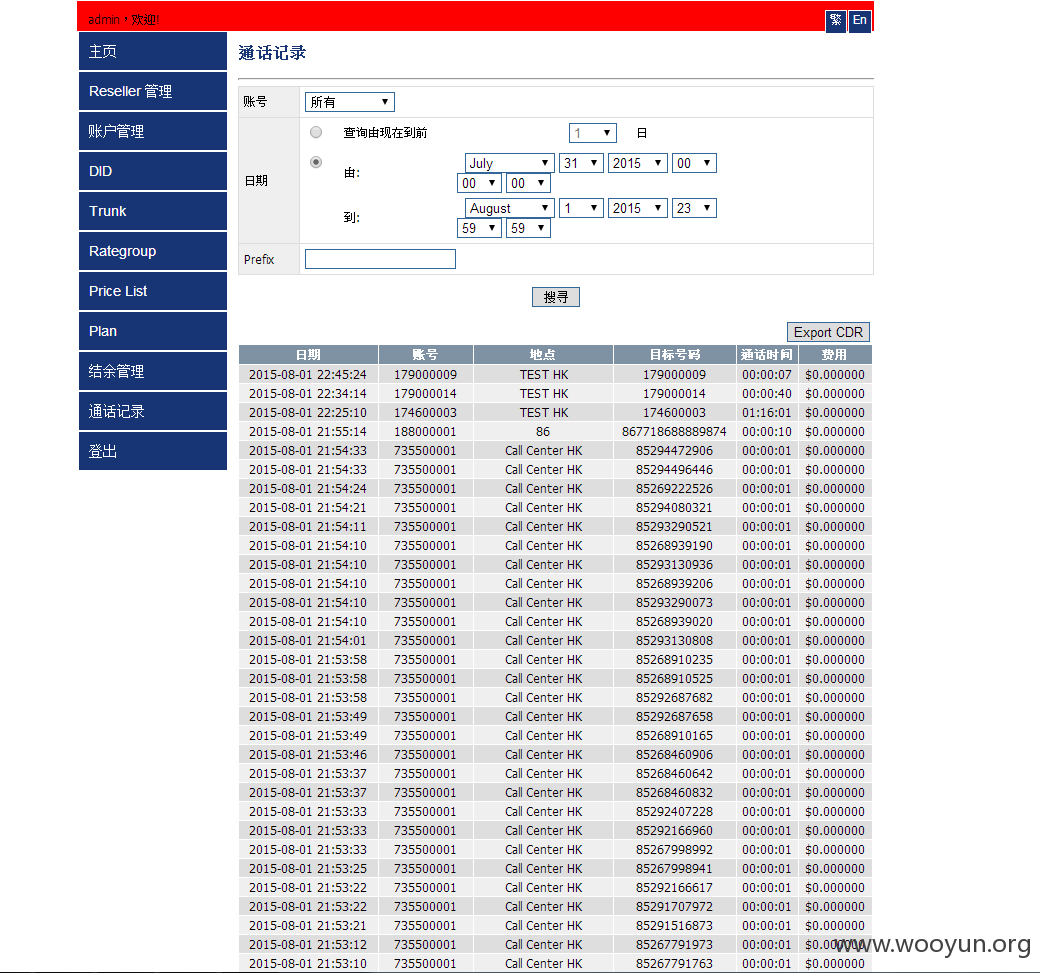 admin，欢迎!
繁 En
主页
Reseller 管理
账户管理
DID
Trunk
Rategroup
Price List
Plan
结余管理
通话记录
登出
通话记录
账号 所有
日期 查询由现在到前 1 日
由: July 31 2015 00
00 00
到: August 1 2015 23
59 59
Prefix
搜寻
Export CDR
日期 账号 地点 目标号码 通话时间 费用
2015-08-01 22:45:24 179000009 TEST HK 179000009 00:00:07 $0.000000
2015-08-01 22:34:14 179000014 TEST HK 179000014 00:00:40 $0.000000
2015-08-01 22:25:10 174600003 TEST HK 174600003 01:16:01 $0.000000
2015-08-01 21:55:14 188000001 86 867718688889874 00:00:10 $0.000000
2015-08-01 21:54:33 735500001 Call Center HK 85294472906 00:00:01 $0.000000
2015-08-01 21:54:33 735500001 Call Center HK 85294496446 00:00:01 $0.000000
2015-08-01 21:54:24 735500001 Call Center HK 85269222526 00:00:01 $0.000000
2015-08-01 21:54:21 735500001 Call Center HK 85294080321 00:00:01 $0.000000
2015-08-01 21:54:11 735500001 Call Center HK 85293290521 00:00:01 $0.000000
2015-08-01 21:54:10 735500001 Call Center HK 85268939190 00:00:01 $0.000000
2015-08-01 21:54:10 735500001 Call Center HK 85293130936 00:00:01 $0.000000
2015-08-01 21:54:10 735500001 Call Center HK 85268939206 00:00:01 $0.000000
2015-08-01 21:54:10 735500001 Call Center HK 85293290073 00:00:01 $0.000000
2015-08-01 21:54:10 735500001 Call Center HK 85268939020 00:00:01 $0.000000
2015-08-01 21:54:01 735500001 Call Center HK 85293130808 00:00:01 $0.000000
2015-08-01 21:53:58 735500001 Call Center HK 85268910235 00:00:01 $0.000000
2015-08-01 21:53:58 735500001 Call Center HK 85268910525 00:00:01 $0.000000
2015-08-01 21:53:58 735500001 Call Center HK 85292687682 00:00:01 $0.000000
2015-08-01 21:53:49 735500001 Call Center HK 85292687658 00:00:01 $0.000000
2015-08-01 21:53:49 735500001 Call Center HK 85268910165 00:00:01 $0.000000
2015-08-01 21:53:46 735500001 Call Center HK 85268460906 00:00:01 $0.000000
2015-08-01 21:53:37 735500001 Call Center HK 85268460642 00:00:01 $0.000000
2015-08-01 21:53:37 735500001 Call Center HK 85268460832 00:00:01 $0.000000
2015-08-01 21:53:33 735500001 Call Center HK 85292407228 00:00:01 $0.000000
2015-08-01 21:53:33 735500001 Call Center HK 85292166960 00:00:01 $0.000000
2015-08-01 21:53:33 735500001 Call Center HK 85267998992 00:00:01 $0.000000
2015-08-01 21:53:25 735500001 Call Center HK 85267998941 00:00:01 $0.000000
2015-08-01 21:53:22 735500001 Call Center HK 85292166617 00:00:01 $0.000000
2015-08-01 21:53:22 735500001 Call Center HK 85291707972 00:00:01 $0.000000
2015-08-01 21:53:21 735500001 Call Center HK 85291516873 00:00:01 $0.000000
2015-08-01 21:53:12 735500001 Call Center HK 85267791973 00:00:01 $0.000000
2015-08-01 21:53:10 735500001 Call Center HK 85267791763 00:00:01 $0.000000
www.wooyun.org